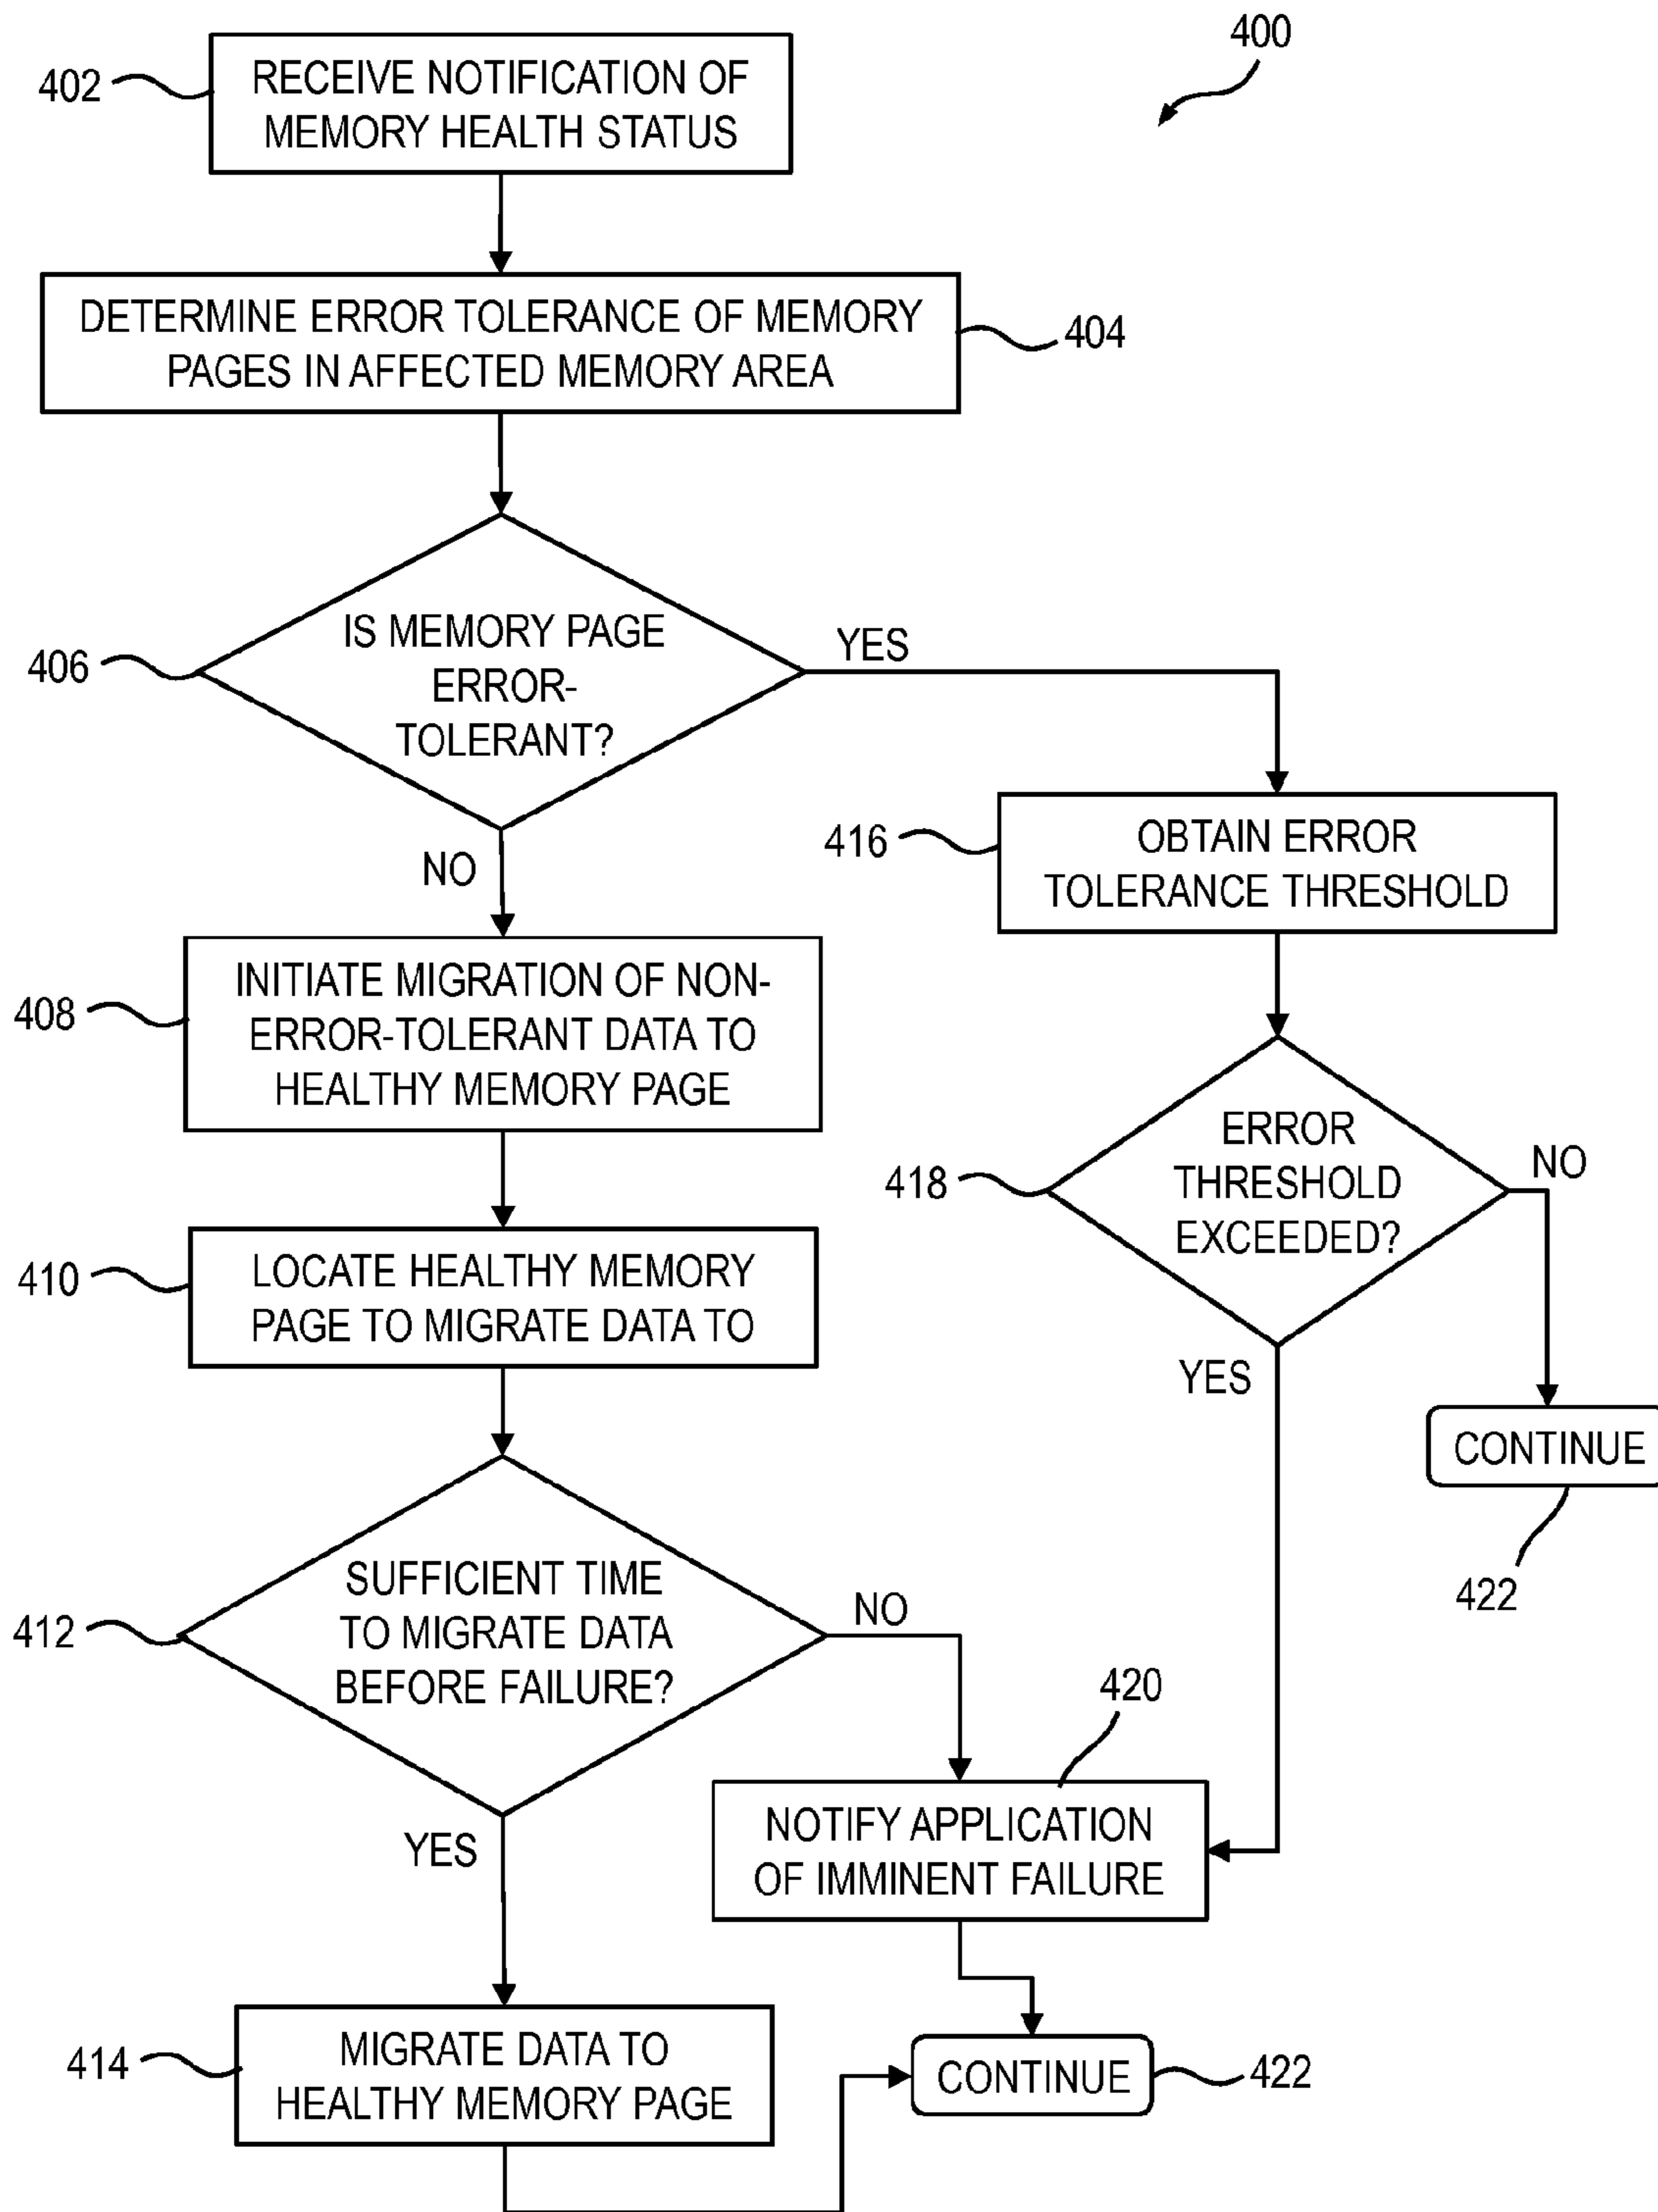 400
402
RECEIVE NOTIFICATION OF
MEMORY HEALTH STATUS
DETERMINE ERROR TOLERANCE OF MEMORY
PAGES IN AFFECTED MEMORY AREA
404
406
IS MEMORY PAGE
ERROR-
TOLERANT?
YES
NO
416
OBTAIN ERROR
TOLERANCE THRESHOLD
408
INITIATE MIGRATION OF NON-
ERROR-TOLERANT DATA TO
HEALTHY MEMORY PAGE
418
ERROR
THRESHOLD
EXCEEDED?
NO
YES
410
LOCATE HEALTHY MEMORY
PAGE TO MIGRATE DATA TO
CONTINUE
422
412
SUFFICIENT TIME
TO MIGRATE DATA
BEFORE FAILURE?
NO
YES
420
NOTIFY APPLICATION
OF IMMINENT FAILURE
414
MIGRATE DATA TO
HEALTHY MEMORY PAGE
CONTINUE
422